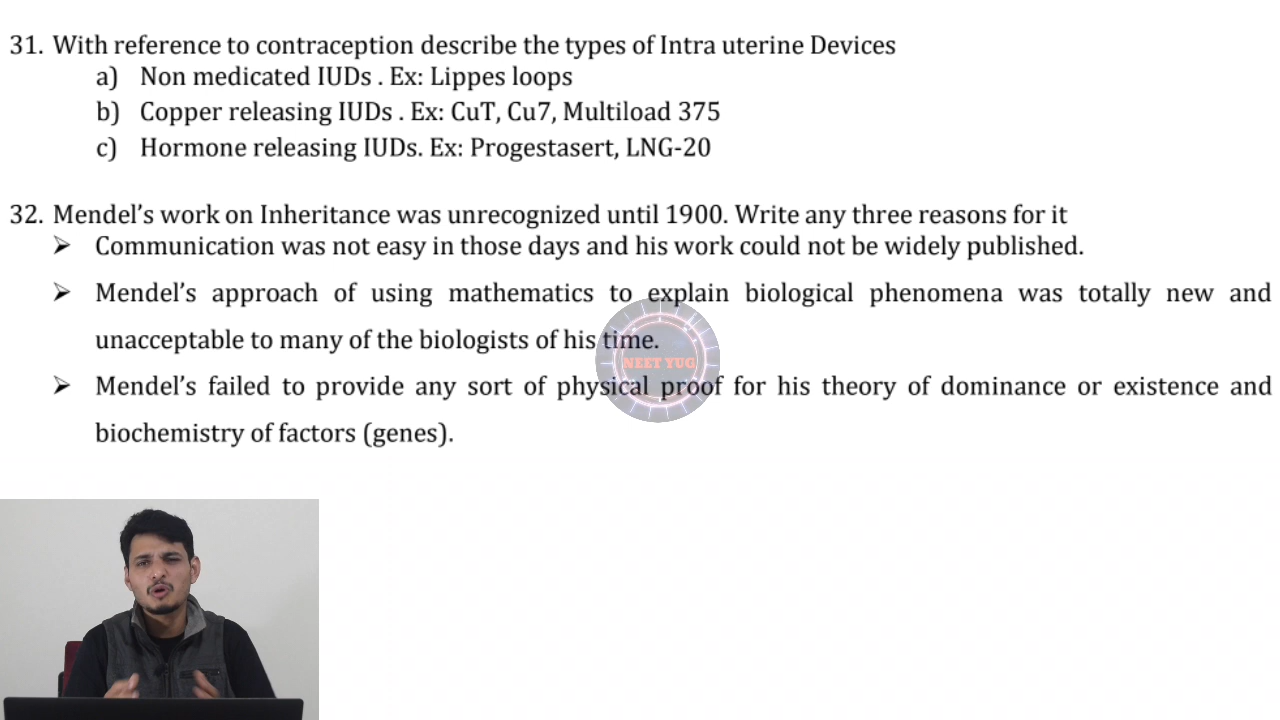 31. With reference to contraception describe the types of Intra uterine Devices
a) Non medicated IUDs . Ex: Lippes loops
b) Copper releasing IUDs . Ex: CuT, Cu7, Multiload 375
c) Hormone releasing IUDs. Ex: Progestasert, LNG-20
32. Mendel’s work on Inheritance was unrecognized until 1900. Write any three reasons for it
➢ Communication was not easy in those days and his work could not be widely published.
➢ Mendel’s approach of using mathematics to explain biological phenomena was totally new and
unacceptable to many of the biologists of his time.
NEET YUG
➢ Mendel’s failed to provide any sort of physical proof for his theory of dominance or existence and
biochemistry of factors (genes).